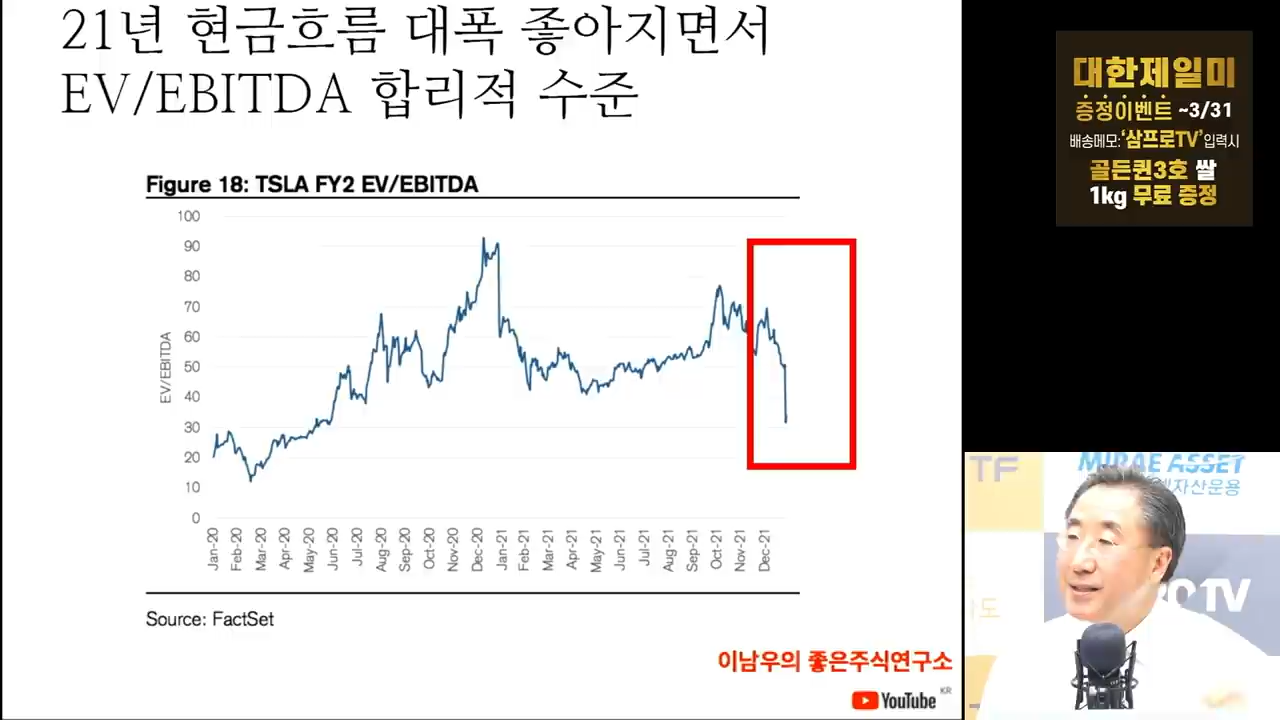 21년 현금흐름 대폭 좋아지면서
EV/EBITDA 합리적 수준
Figure 18: TSLA FY2 EV/EBITDA
100
90
80
70
60
50
40
30
20
10
0
EV/EBITDA
Jan-20
Feb-20
Mar-20
Apr-20
May-20
Jun-20
Jul-20
Aug-20
Sep-20
Oct-20
Nov-20
Dec-20
Jan-21
Feb-21
Mar-21
Apr-21
May-21
Jun-21
Jul-21
Aug-21
Sep-21
Oct-21
Nov-21
Dec-21
Source: FactSet
이남우의 좋은주식연구소
YouTube KR
대한제일미
증정이벤트 ~3/31
배송메모:'삼프로TV'입력시
골든퀸3호 쌀
1kg 무료 증정
TF
MIRAE ASSET
자산운용
TV